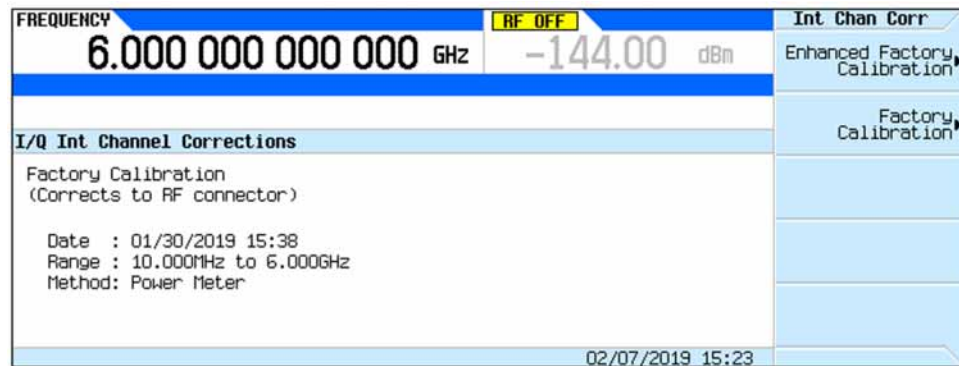 FREQUENCY
6.000 000 000 000 GHz
RF OFF
-144.00 dBm
I/Q Int Channel Corrections
Factory Calibration
(Corrects to RF connector)
Date : 01/30/2019 15:38
Range : 10.000MHz to 6.000GHz
Method: Power Meter
02/07/2019 15:23
Int Chan Corr
Enhanced Factory
Calibration
Factory
Calibration